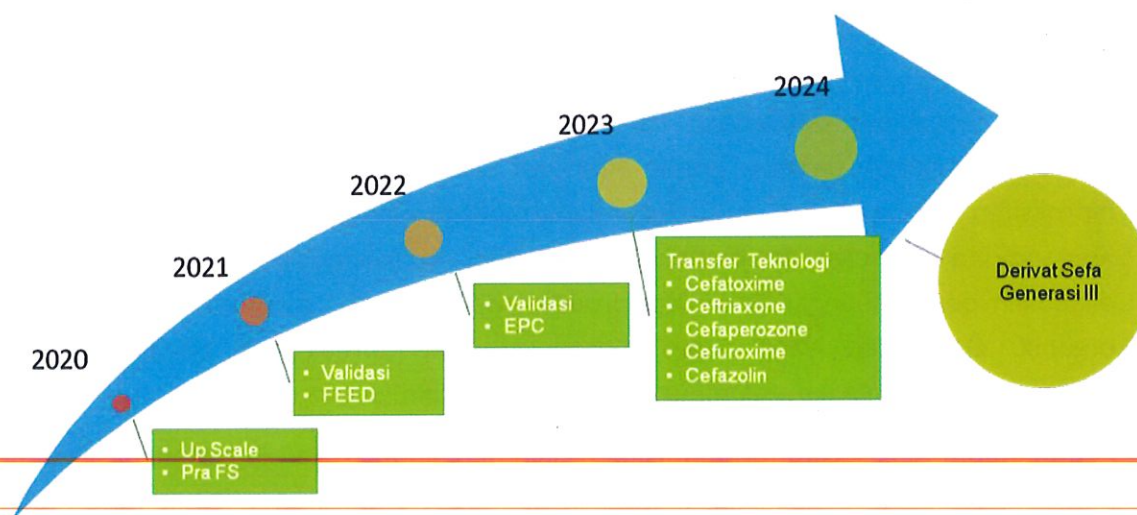 2020
▪ Up Scale
▪ Pra FS
2021
▪ Validasi
▪ FEED
2022
▪ Validasi
▪ EPC
2023
Transfer Teknologi
▪ Cefatoxime
▪ Ceftriaxone
▪ Cefaperozone
▪ Cefuroxime
▪ Cefazolin
2024
Derivat Sefa
Generasi III